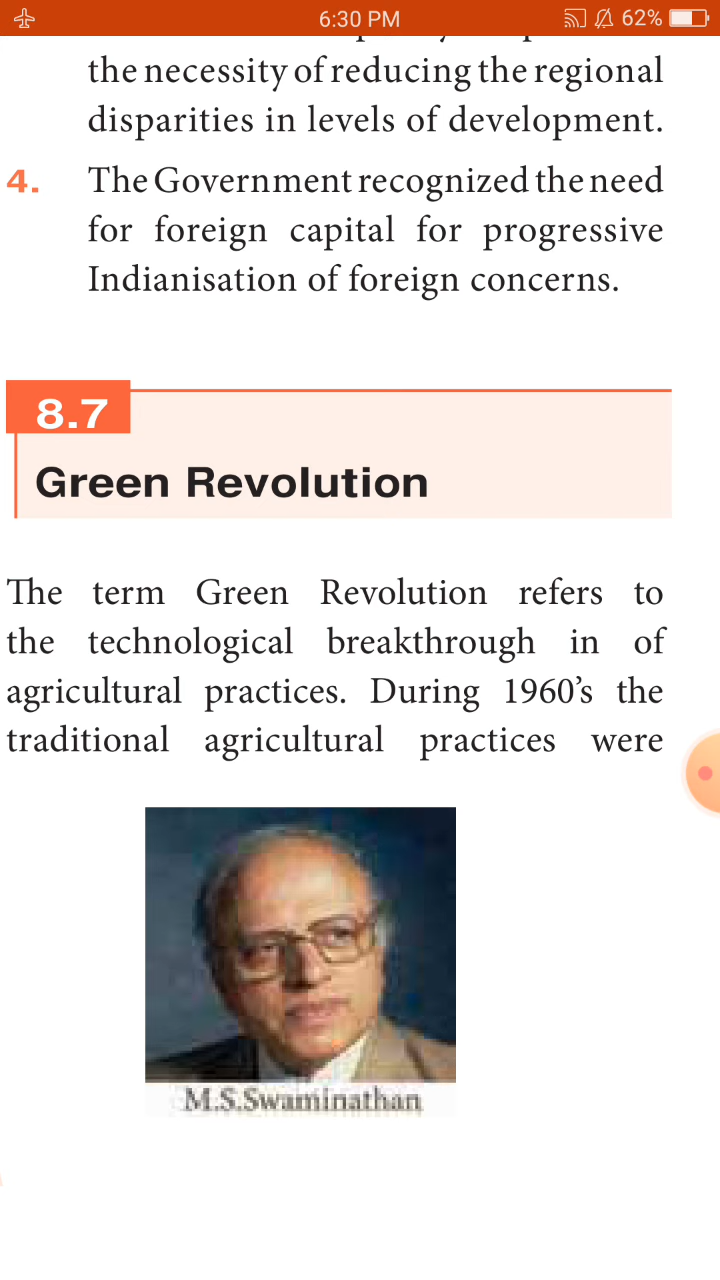 6:30 PM
62%
the necessity of reducing the regional
disparities in levels of development.
4. The Government recognized the need
for foreign capital for progressive
Indianisation of foreign concerns.
8.7
Green Revolution
The term Green Revolution refers to
the technological breakthrough in of
agricultural practices. During 1960’s the
traditional agricultural practices were
M.S.Swaminathan